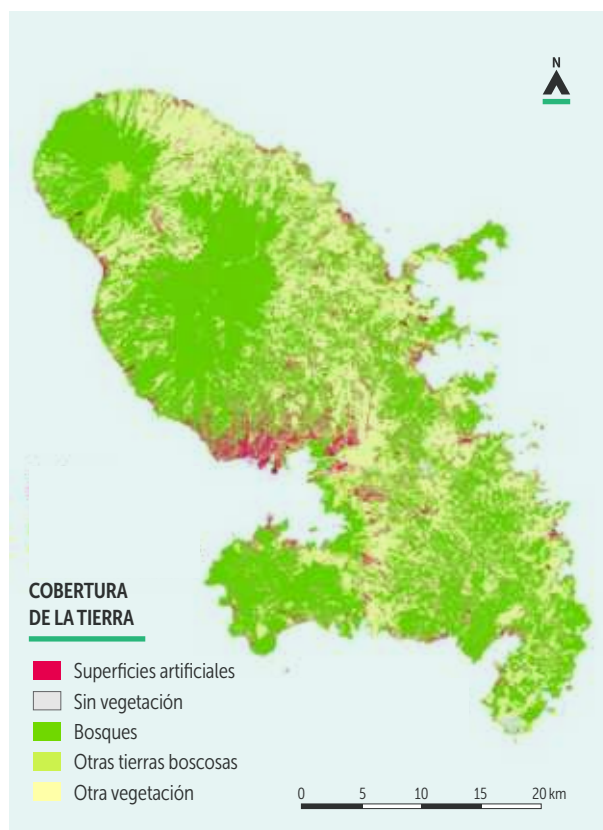 N
COBERTURA
DE LA TIERRA
Superficies artificiales
Sin vegetación
Bosques
Otras tierras boscosas
Otra vegetación
0 5 10 15 20 km